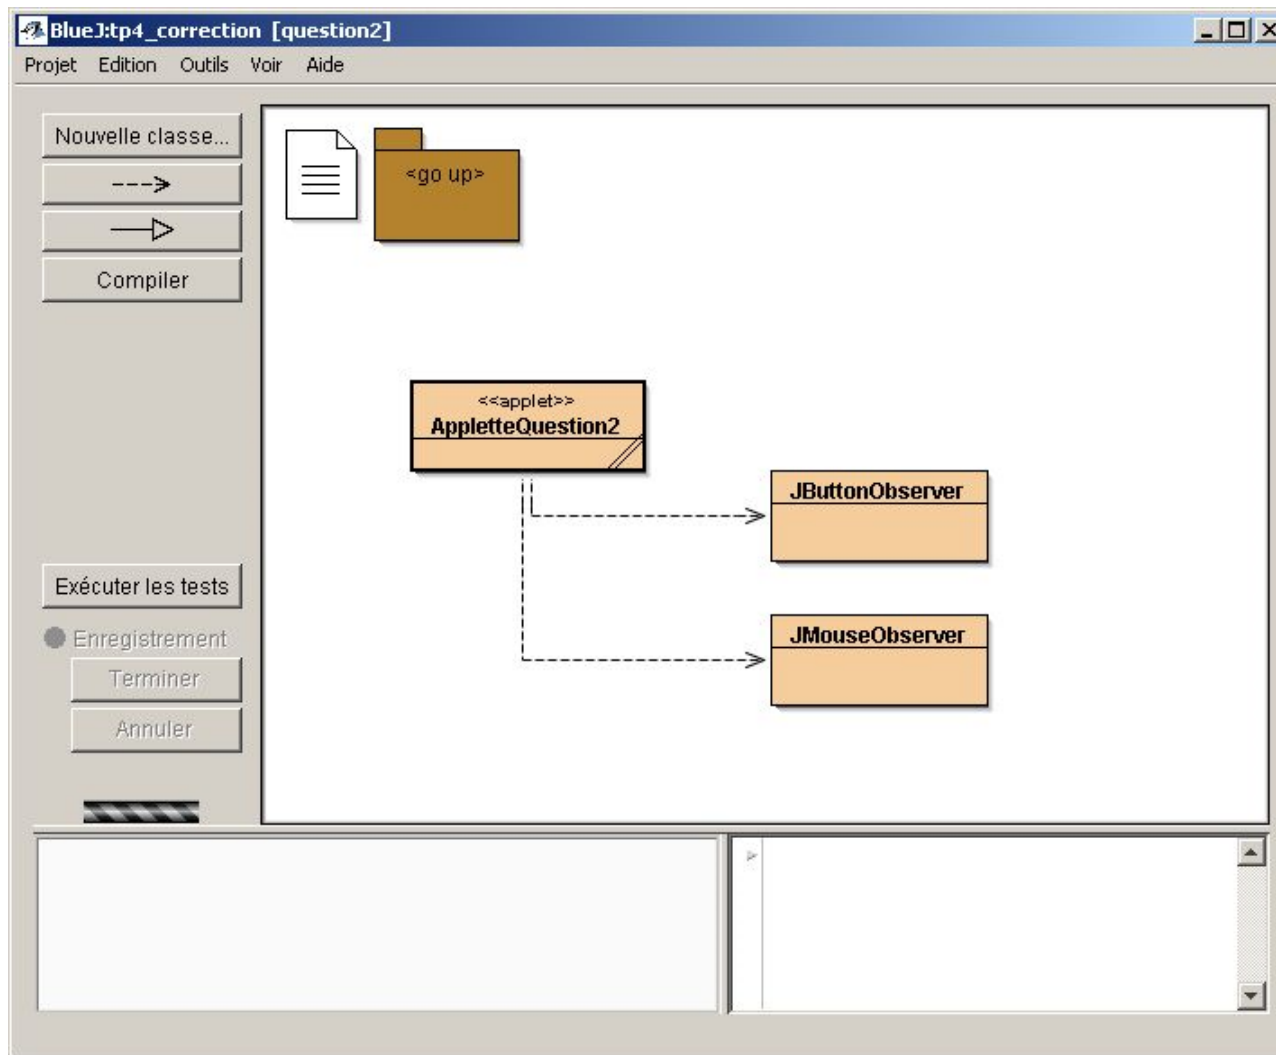 BlueJ:tp4_correction [question2]
Projet Edition Outils Voir Aide
Nouvelle classe...
Compiler
Exécuter les tests
Enregistrement
Terminer
Annuler
<go up>
<<applet>>
AppletteQuestion2
JButtonObserver
JMouseObserver